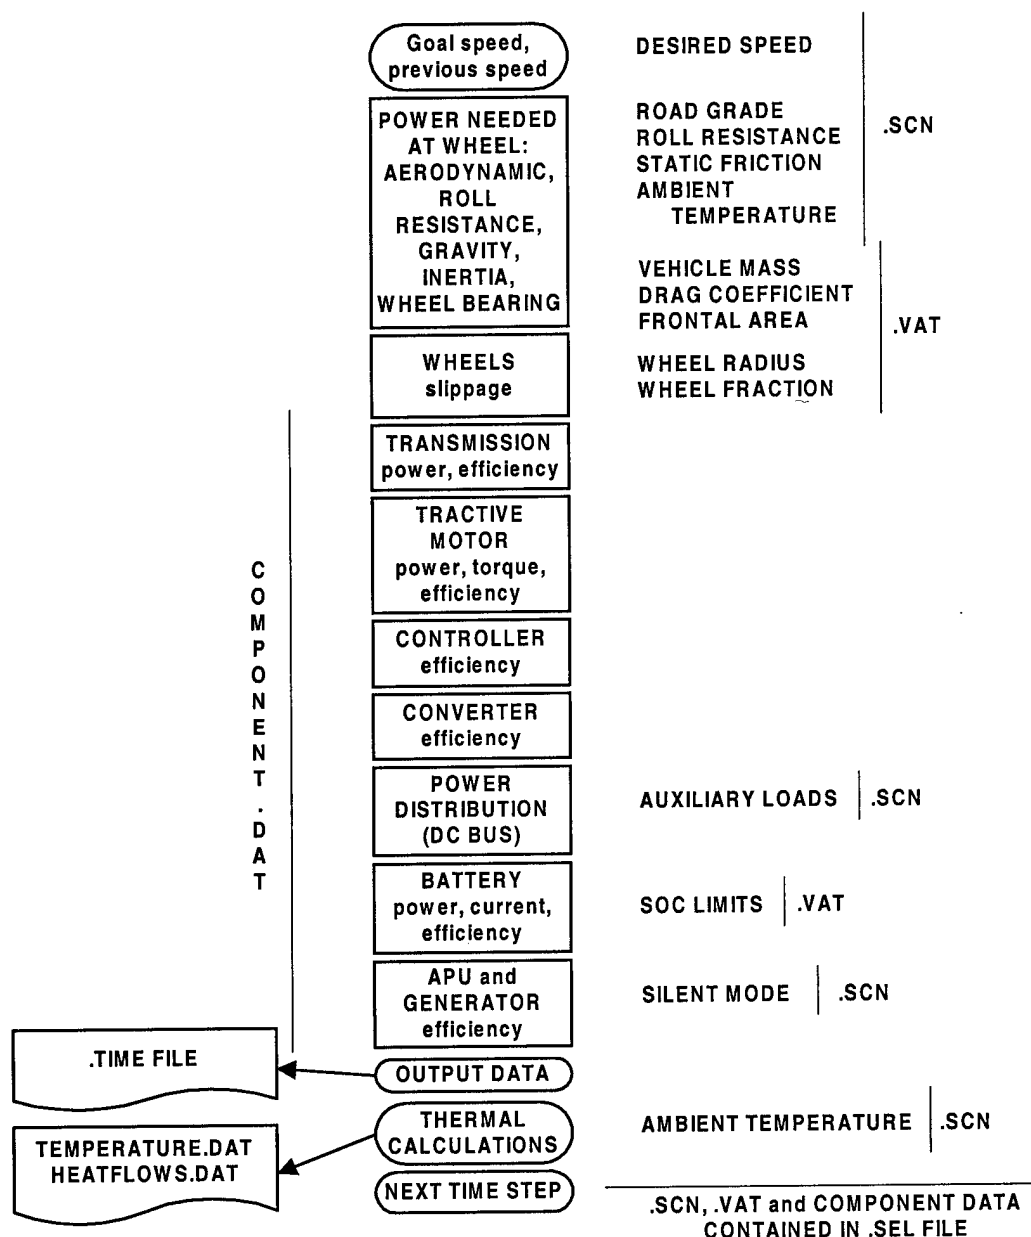 Goal speed,
previous speed
DESIRED SPEED
POWER NEEDED
AT WHEEL:
AERODYNAMIC,
ROLL
RESISTANCE,
GRAVITY,
INERTIA,
WHEEL BEARING
ROAD GRADE
ROLL RESISTANCE
STATIC FRICTION
AMBIENT
TEMPERATURE
.SCN
VEHICLE MASS
DRAG COEFFICIENT
FRONTAL AREA
.VAT
WHEELS
slippage
WHEEL RADIUS
WHEEL FRACTION
TRANSMISSION
power, efficiency
TRACTIVE
MOTOR
power, torque,
efficiency
COMPONENT.DAT
CONTROLLER
efficiency
CONVERTER
efficiency
POWER
DISTRIBUTION
(DC BUS)
AUXILIARY LOADS
.SCN
BATTERY
power, current,
efficiency
SOC LIMITS
.VAT
APU and
GENERATOR
efficiency
SILENT MODE
.SCN
.TIME FILE
OUTPUT DATA
THERMAL
CALCULATIONS
AMBIENT TEMPERATURE
.SCN
TEMPERATURE.DAT
HEATFLOWS.DAT
NEXT TIME STEP
.SCN, .VAT and COMPONENT DATA
CONTAINED IN .SEL FILE